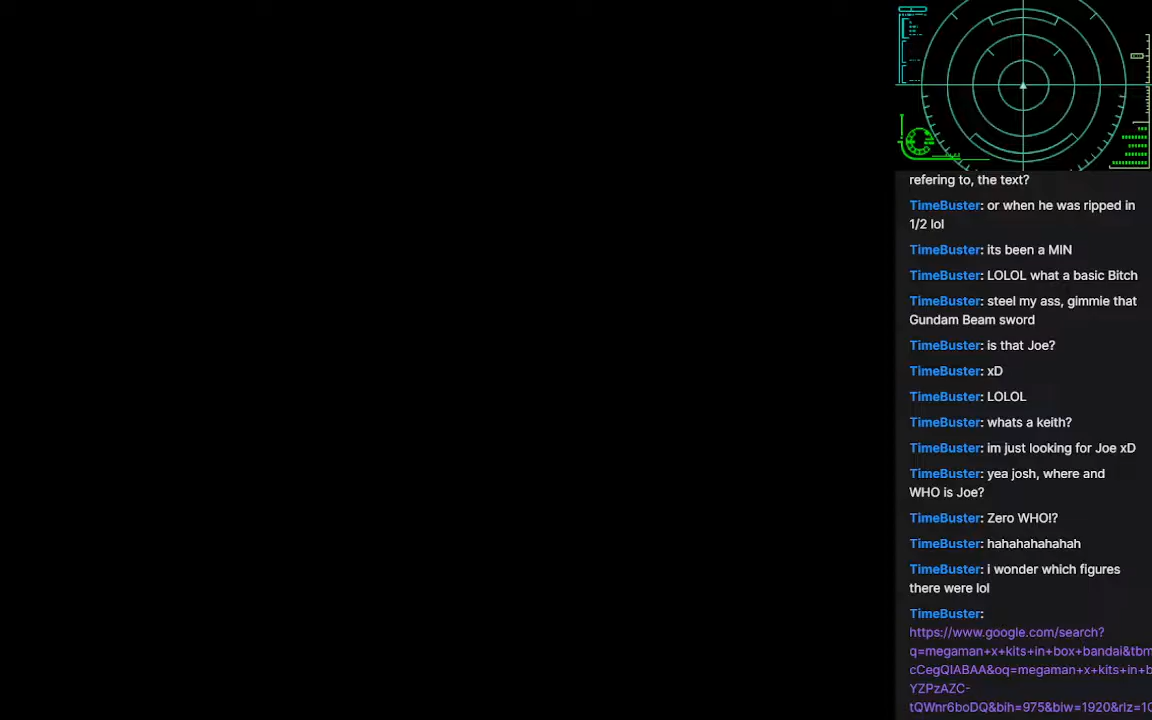 refering to, the text?
TimeBuster: or when he was ripped in
1/2 lol
TimeBuster: its been a MIN
TimeBuster: LOLOL what a basic Bitch
TimeBuster: steel my ass, gimmie that
Gundam Beam sword
TimeBuster: is that Joe?
TimeBuster: xD
TimeBuster: LOLOL
TimeBuster: whats a keith?
TimeBuster: im just looking for Joe xD
TimeBuster: yea josh, where and
WHO is Joe?
TimeBuster: Zero WHO!?
TimeBuster: hahahahahahah
TimeBuster: i wonder which figures
there were lol
TimeBuster:
https://www.google.com/search?
q=megaman+x+kits+in+box+bandai&tbm
cCegQIABAA&oq=megaman+x+kits+in+b
YZPzAZC-
tQWnr6boDQ&bih=975&biw=1920&rlz=1C